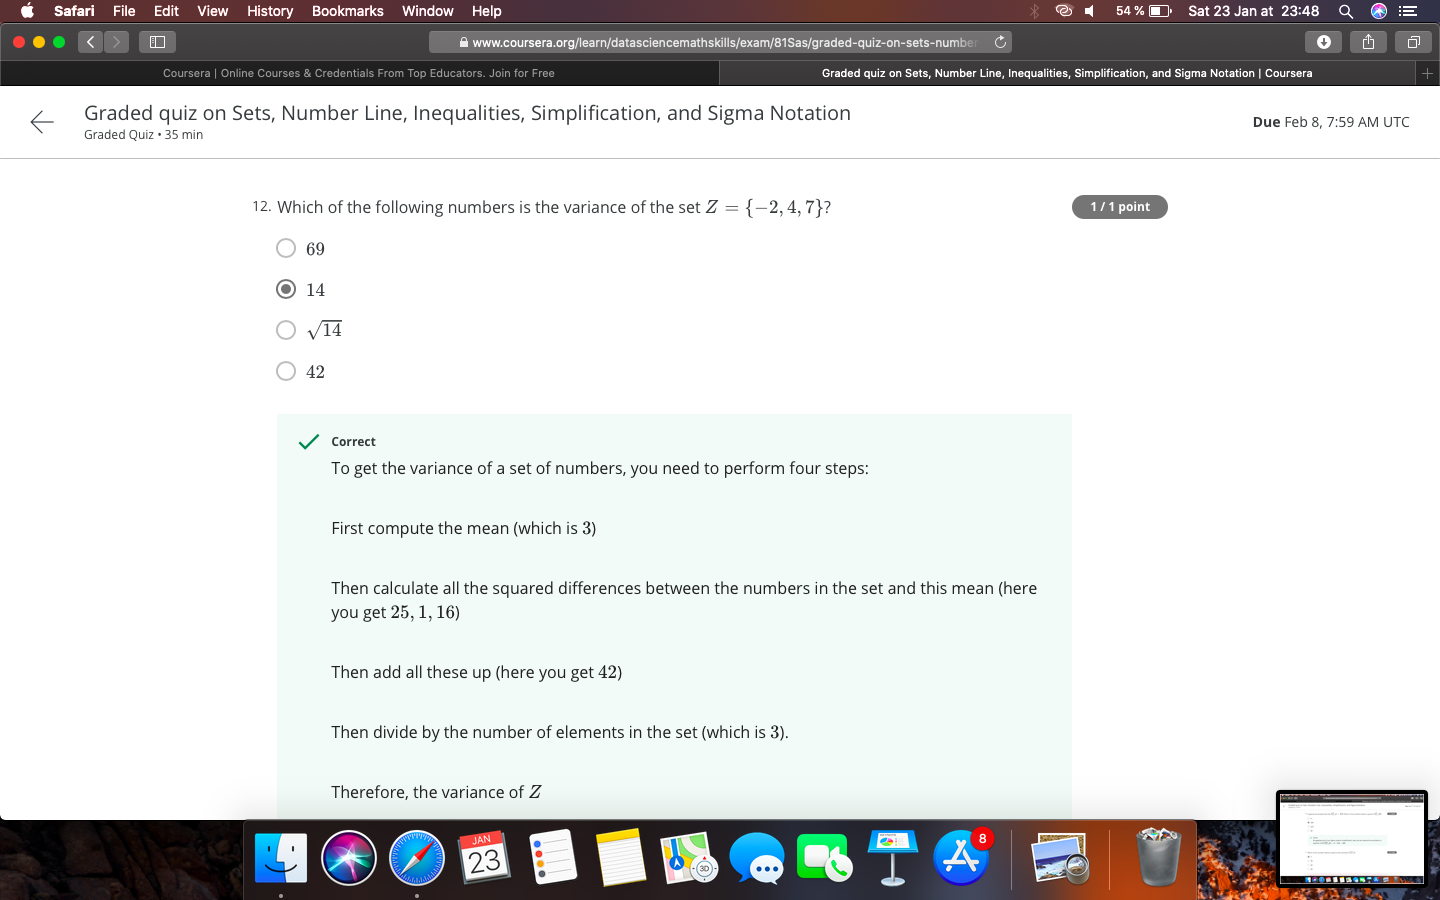 Safari File Edit View History Bookmarks Window Help 54 % Sat 23 Jan at 23:48
www.coursera.org/learn/datasciencemathskills/exam/81Sas/graded-quiz-on-sets-number
Coursera | Online Courses & Credentials From Top Educators. Join for Free
Graded quiz on Sets, Number Line, Inequalities, Simplification, and Sigma Notation | Coursera
Graded quiz on Sets, Number Line, Inequalities, Simplification, and Sigma Notation
Graded Quiz • 35 min
Due Feb 8, 7:59 AM UTC
12. Which of the following numbers is the variance of the set Z = {−2, 4, 7}?
1 / 1 point
69
14
√14
42
Correct
To get the variance of a set of numbers, you need to perform four steps:
First compute the mean (which is 3)
Then calculate all the squared differences between the numbers in the set and this mean (here
you get 25, 1, 16)
Then add all these up (here you get 42)
Then divide by the number of elements in the set (which is 3).
Therefore, the variance of Z
JAN
23
3D
8